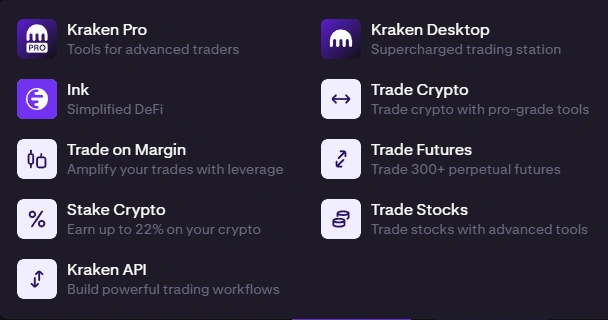 PRO
Kraken Pro
Tools for advanced traders
Kraken Desktop
Supercharged trading station
Ink
Simplified DeFi
Trade Crypto
Trade crypto with pro-grade tools
Trade on Margin
Amplify your trades with leverage
Trade Futures
Trade 300+ perpetual futures
Stake Crypto
Earn up to 22% on your crypto
Trade Stocks
Trade stocks with advanced tools
Kraken API
Build powerful trading workflows